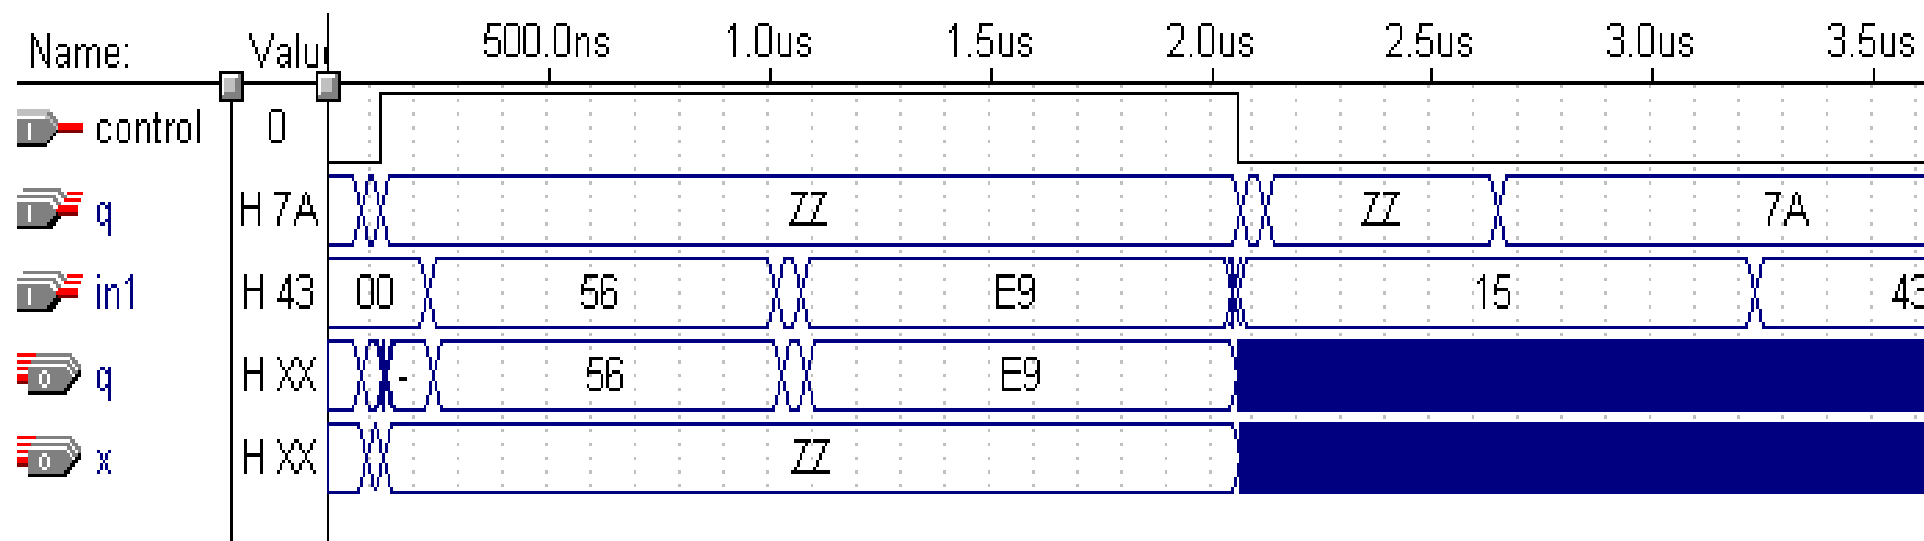 Name: Valu 500.0ns 1.0us 1.5us 2.0us 2.5us 3.0us 3.5us
I control 0
I q H 7A ZZ ZZ 7A
I in1 H 43 00 56 E9 15 43
O q H XX - 56 E9
O x H XX ZZ